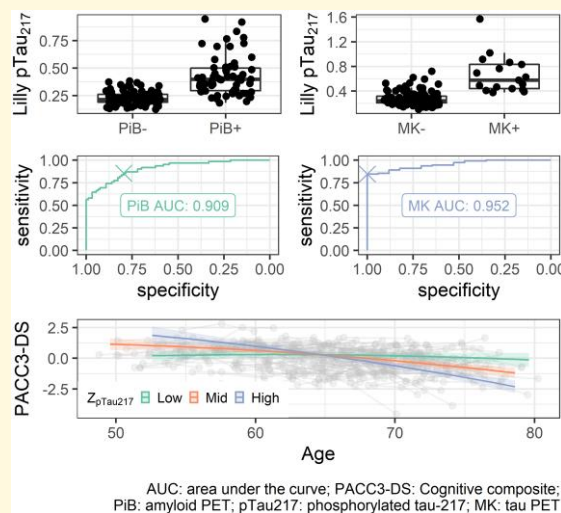 Lilly pTau217
0.75
0.50
0.25
PiB-
PiB+
Lilly pTau217
1.6
1.2
0.8
0.4
MK-
MK+
sensitivity
1.00
0.75
0.50
0.25
0.00
PiB AUC: 0.909
1.00 0.75 0.50 0.25 0.00
specificity
sensitivity
1.00
0.75
0.50
0.25
0.00
MK AUC: 0.952
1.00 0.75 0.50 0.25 0.00
specificity
PACC3-DS
2.5
0.0
-2.5
ZpTau217 Low Mid High
50 60 70 80
Age
AUC: area under the curve; PACC3-DS: Cognitive composite;
PiB: amyloid PET; pTau217: phosphorylated tau-217; MK: tau PET